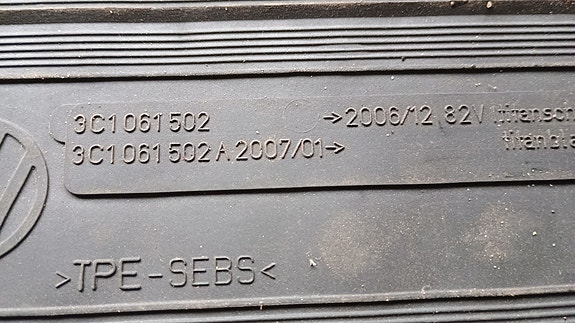 3C1 061 502 →2006/12 82V
3C1 061 502 A 2007/01→
>TPE-SEBS<